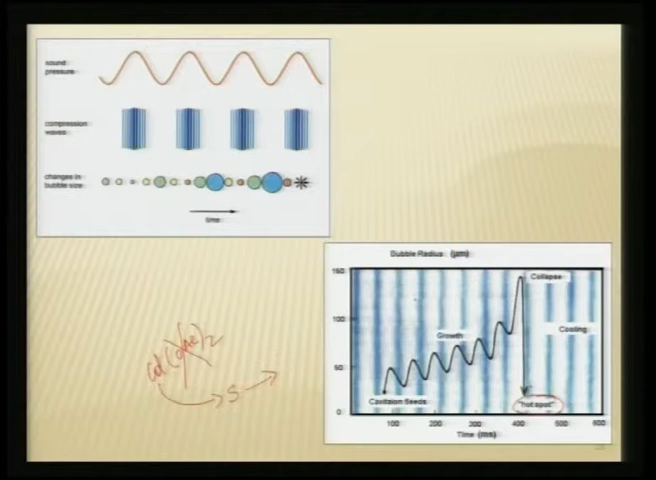 sound
pressure
compression
waves
changes in
bubble size
time
Bubble Radius (μm)
150
100
50
0
Collapse
Growth
Cooling
Cavitaion Seeds
"hot spot"
100 200 300 400 500 600
Time (ms)
S